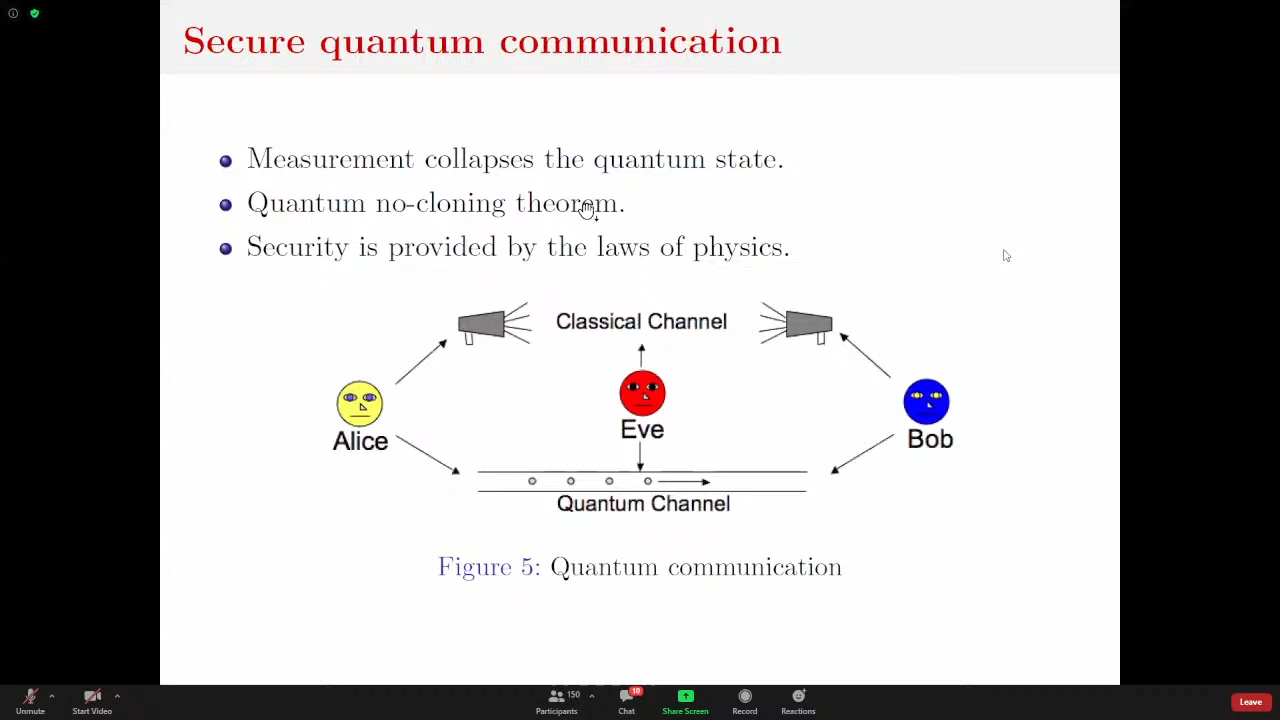 Secure quantum communication
Measurement collapses the quantum state.
Quantum no-cloning theorem.
Security is provided by the laws of physics.
Classical Channel
Alice
Eve
Bob
Quantum Channel
Figure 5: Quantum communication
Unmute
Start Video
150
Participants
10
Chat
Share Screen
Record
Reactions
Leave